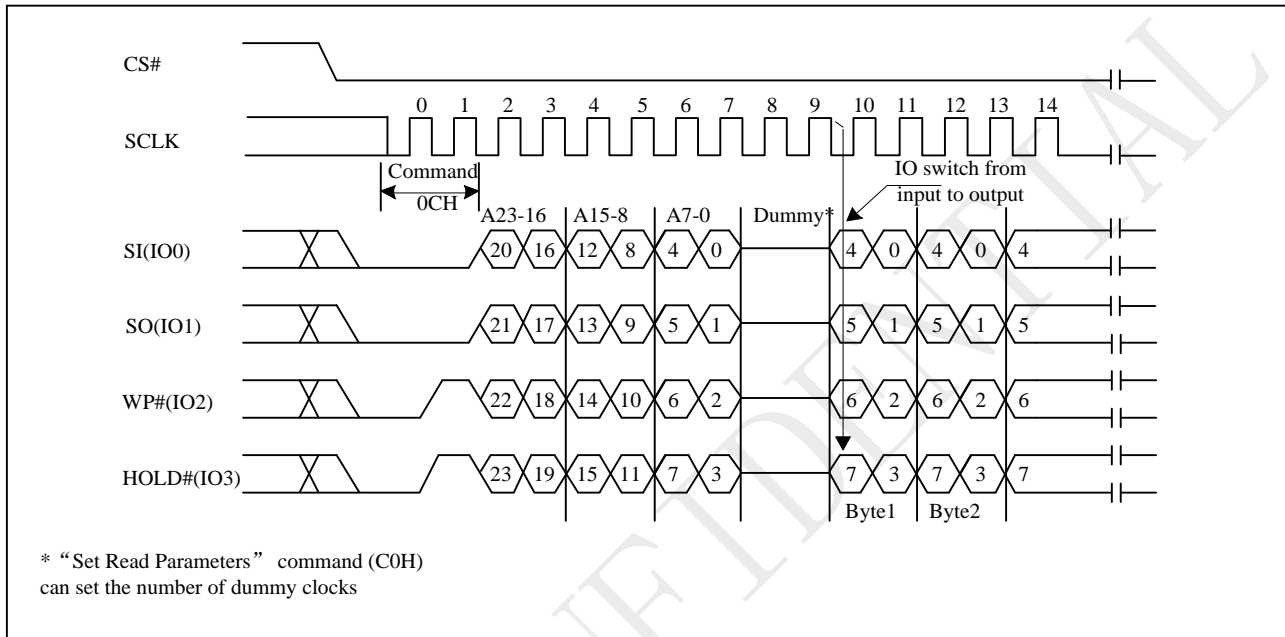 CS#
0 1 2 3 4 5 6 7 8 9 10 11 12 13 14
SCLK
Command
0CH
IO switch from
input to output
A23-16 A15-8 A7-0 Dummy*
SI(IO0) 20 16 12 8 4 0 4 0 4 0 4
SO(IO1) 21 17 13 9 5 1 5 1 5 1 5
WP#(IO2) 22 18 14 10 6 2 6 2 6 2 6
HOLD#(IO3) 23 19 15 11 7 3 7 3 7 3 7
Byte1 Byte2
* “Set Read Parameters” command (C0H)
can set the number of dummy clocks
FIDENTIAL